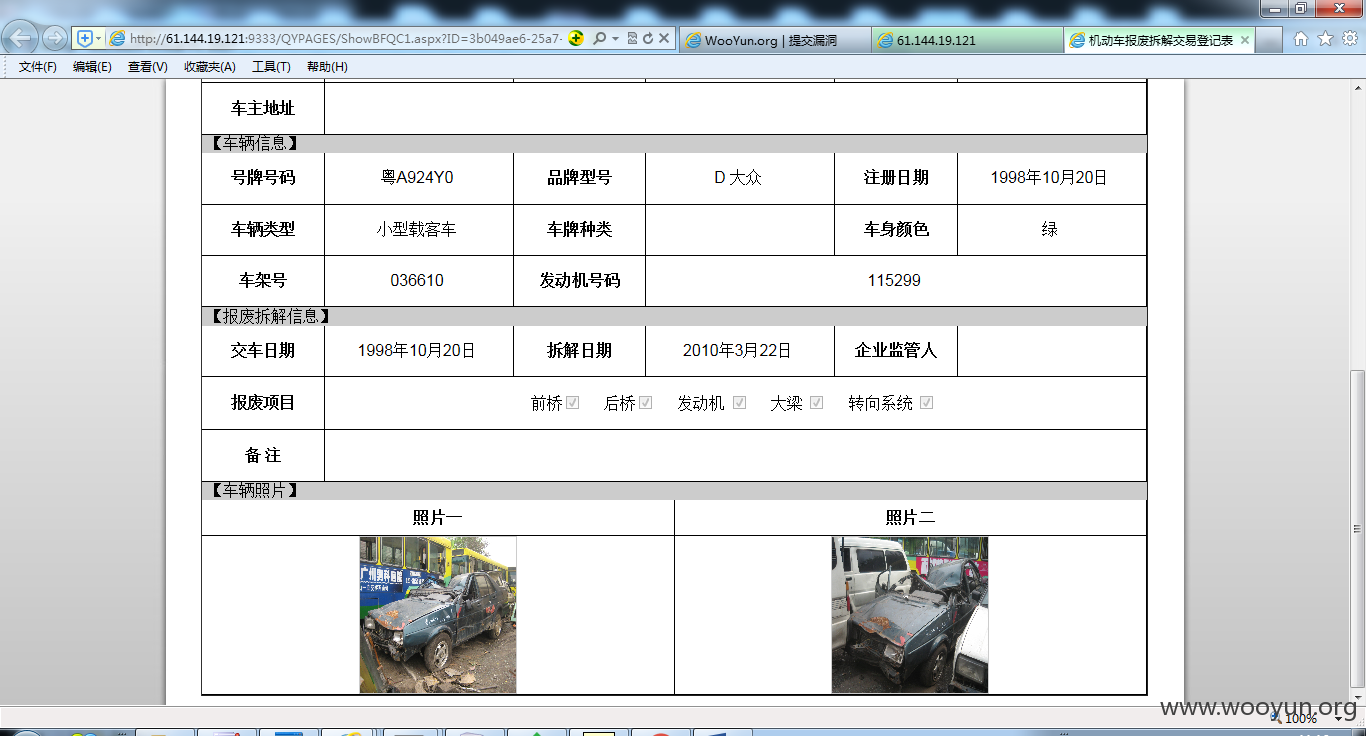 http://61.144.19.121:9333/QYPAGES/ShowBFQC1.aspx?ID=3b049ae6-25a7-
WooYun.org | 提交漏洞
61.144.19.121
机动车报废拆解交易登记表
文件(F) 编辑(E) 查看(V) 收藏夹(A) 工具(T) 帮助(H)
车主地址
【车辆信息】
号牌号码 粤A924Y0 品牌型号 D 大众 注册日期 1998年10月20日
车辆类型 小型载客车 车牌种类 车身颜色 绿
车架号 036610 发动机号码 115299
【报废拆解信息】
交车日期 1998年10月20日 拆解日期 2010年3月22日 企业监管人
报废项目 前桥 后桥 发动机 大梁 转向系统
备 注
【车辆照片】
照片一 照片二
www.wooyun.org
100%